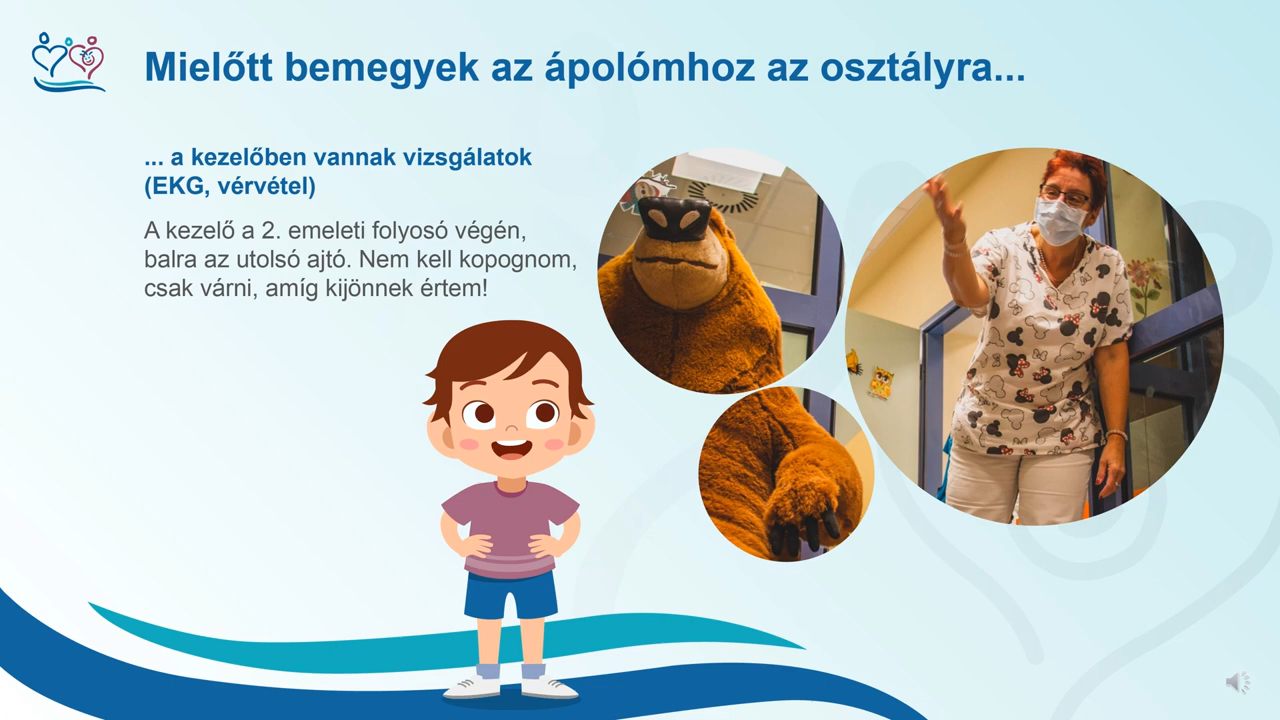 Mielőtt bemegyek az ápolómhoz az osztályra...
... a kezelőben vannak vizsgálatok
(EKG, vérvétel)
A kezelő a 2. emeleti folyosó végén,
balra az utolsó ajtó. Nem kell kopognom,
csak várni, amíg kijönnek értem!